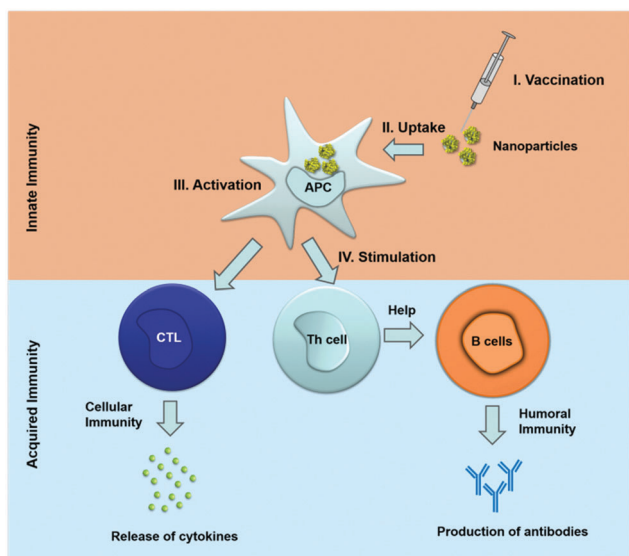 I. Vaccination
II. Uptake
Nanoparticles
APC
III. Activation
Innate Immunity
IV. Stimulation
CTL
Th cell
Help
B cells
Acquired Immunity
Cellular
Immunity
Humoral
Immunity
Release of cytokines
Production of antibodies